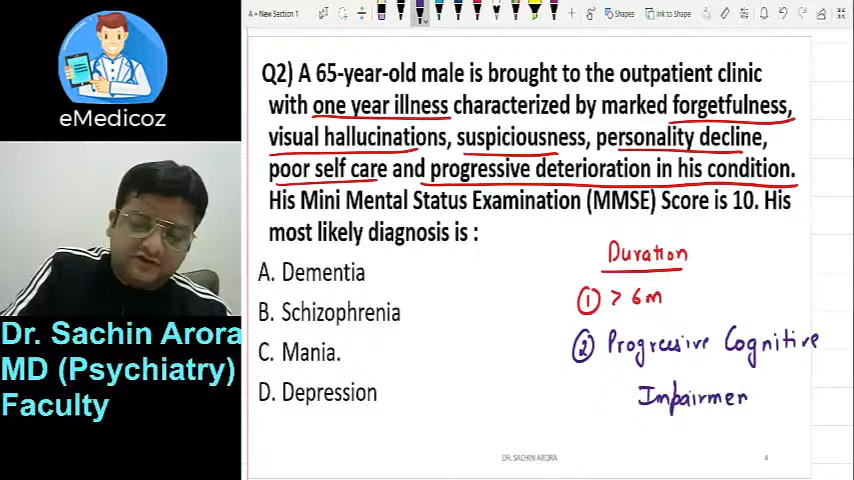 A » New Section 1
Shapes
Ink to Shape
eMedicoz
Q2) A 65-year-old male is brought to the outpatient clinic
with one year illness characterized by marked forgetfulness,
visual hallucinations, suspiciousness, personality decline,
poor self care and progressive deterioration in his condition.
His Mini Mental Status Examination (MMSE) Score is 10. His
most likely diagnosis is :
A. Dementia
B. Schizophrenia
C. Mania.
D. Depression
Duration
① > 6m
② Progressive Cognitive
Impairmen
Dr. Sachin Arora
MD (Psychiatry)
Faculty
DR. SACHIN ARORA
4